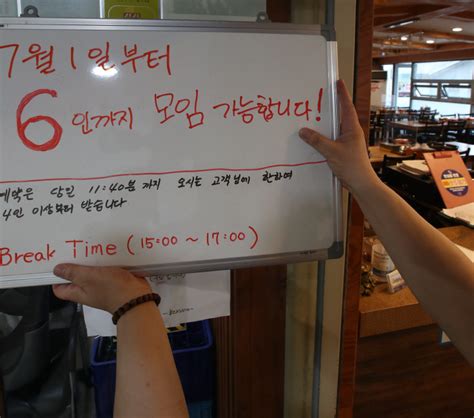 7월 1일부터
6인까지 모임 가능합니다!
예약은 당일 11:40분까지 오시는 고객님에 한하여
4인 이상부터 받습니다
Break Time (15:00 ~ 17:00)